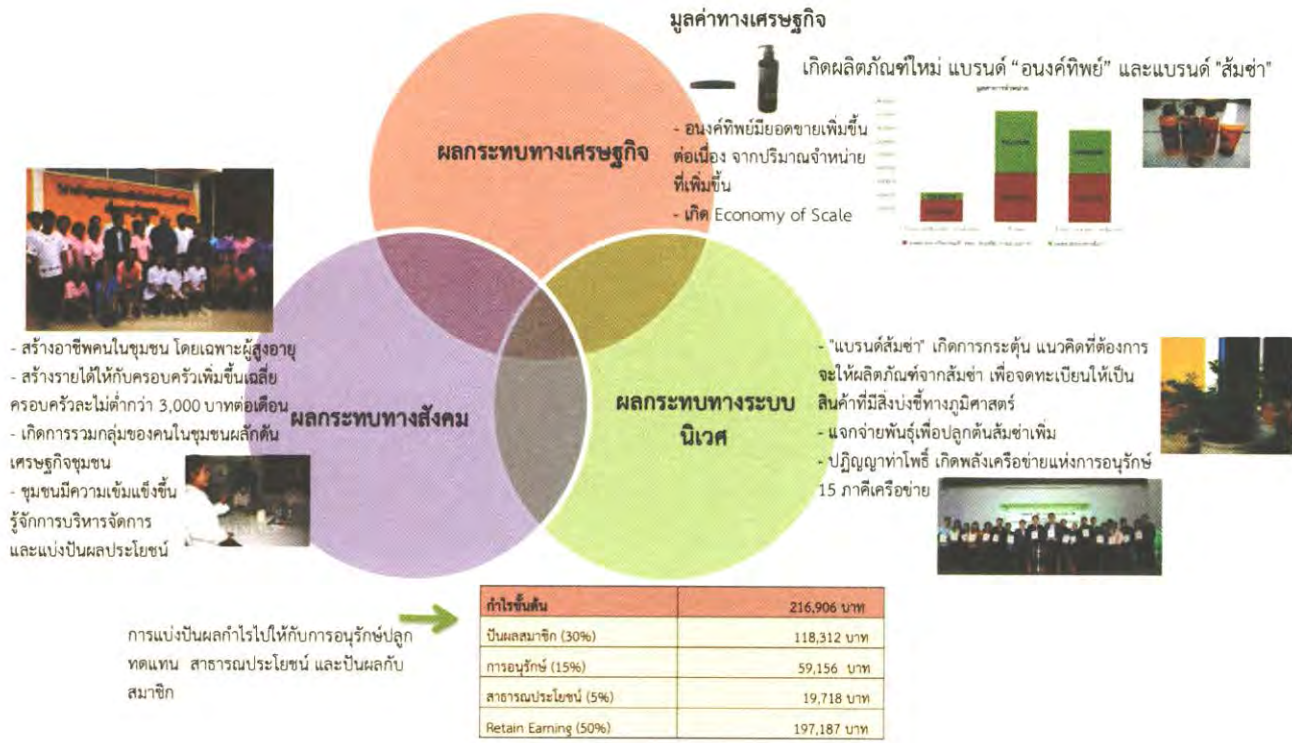 มูลค่าทางเศรษฐกิจ
เกิดผลิตภัณฑ์ใหม่ แบรนด์ “อนงค์ทิพย์” และแบรนด์ "ส้มซ่า"
ผลกระทบทางเศรษฐกิจ
- อนงค์ทิพย์มียอดขายเพิ่มขึ้น
ต่อเนื่อง จากปริมาณจำหน่าย
ที่เพิ่มขึ้น
- เกิด Economy of Scale
- สร้างอาชีพคนในชุมชน โดยเฉพาะผู้สูงอายุ
- สร้างรายได้ให้กับครอบครัวเพิ่มขึ้นเฉลี่ย
ครอบครัวละไม่ต่ำกว่า 3,000 บาทต่อเดือน
- เกิดการรวมกลุ่มของคนในชุมชนผลักดัน
เศรษฐกิจชุมชน
- ชุมชนมีความเข้มแข็งขึ้น
รู้จักการบริหารจัดการ
และแบ่งปันผลประโยชน์
ผลกระทบทางสังคม
ผลกระทบทางระบบ
นิเวศ
- "แบรนด์ส้มซ่า" เกิดการกระตุ้น แนวคิดที่ต้องการ
จะให้ผลิตภัณฑ์จากส้มซ่า เพื่อจดทะเบียนให้เป็น
สินค้าที่มีสิ่งบ่งชี้ทางภูมิศาสตร์
- แจกจ่ายพันธุ์เพื่อปลูกต้นส้มซ่าเพิ่ม
- ปฏิญญาท่าโพธิ์ เกิดพลังเครือข่ายแห่งการอนุรักษ์
15 ภาคีเครือข่าย
การแบ่งปันผลกำไรไปให้กับการอนุรักษ์ปลูก
ทดแทน สาธารณประโยชน์ และปันผลกับ
สมาชิก
กำไรขั้นต้น 216,906 บาท
ปันผลสมาชิก (30%) 118,312 บาท
การอนุรักษ์ (15%) 59,156 บาท
สาธารณประโยชน์ (5%) 19,718 บาท
Retain Earning (50%) 197,187 บาท